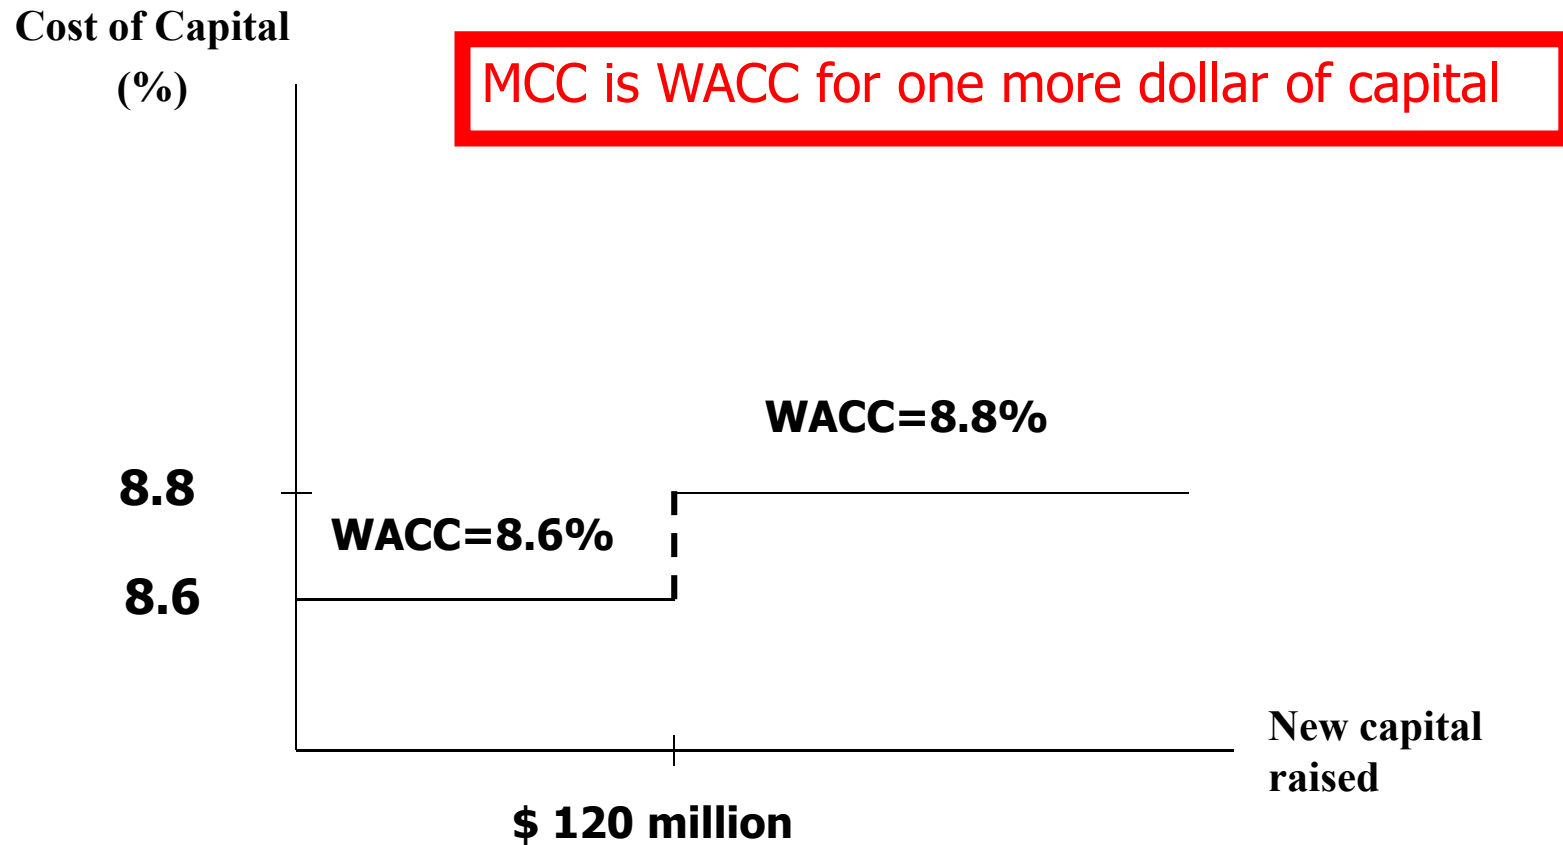 Cost of Capital
(%)
MCC is WACC for one more dollar of capital
WACC=8.8%
8.8
WACC=8.6%
8.6
New capital
raised
$ 120 million